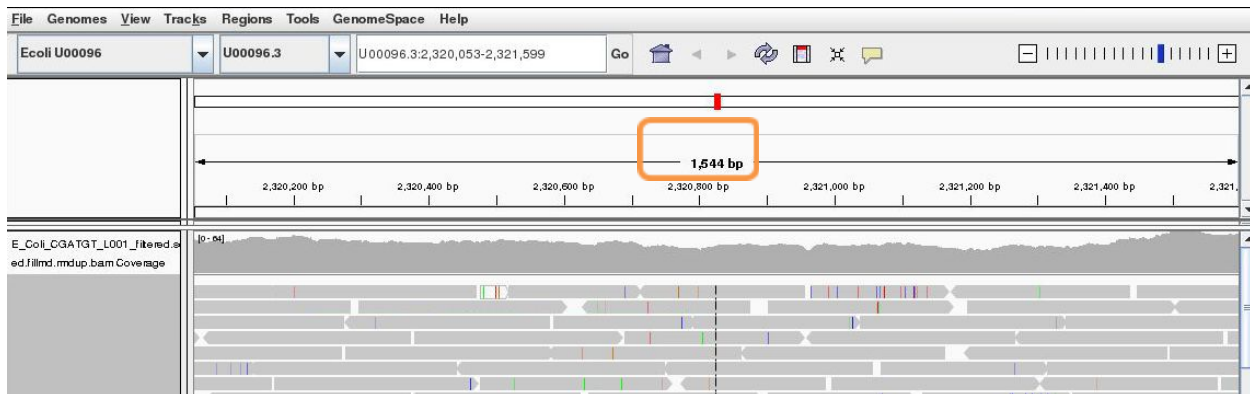 File Genomes View Tracks Regions Tools GenomeSpace Help
Ecoli U00096 U00096.3 U00096.3:2,320,053-2,321,599 Go
1,544 bp
2,320,200 bp 2,320,400 bp 2,320,600 bp 2,320,800 bp 2,321,000 bp 2,321,200 bp 2,321,400 bp 2,321,
E_Coli_CGATGT_L001_filtered.s [0 - 64]
ed.fillmd.rmdup.bam Coverage